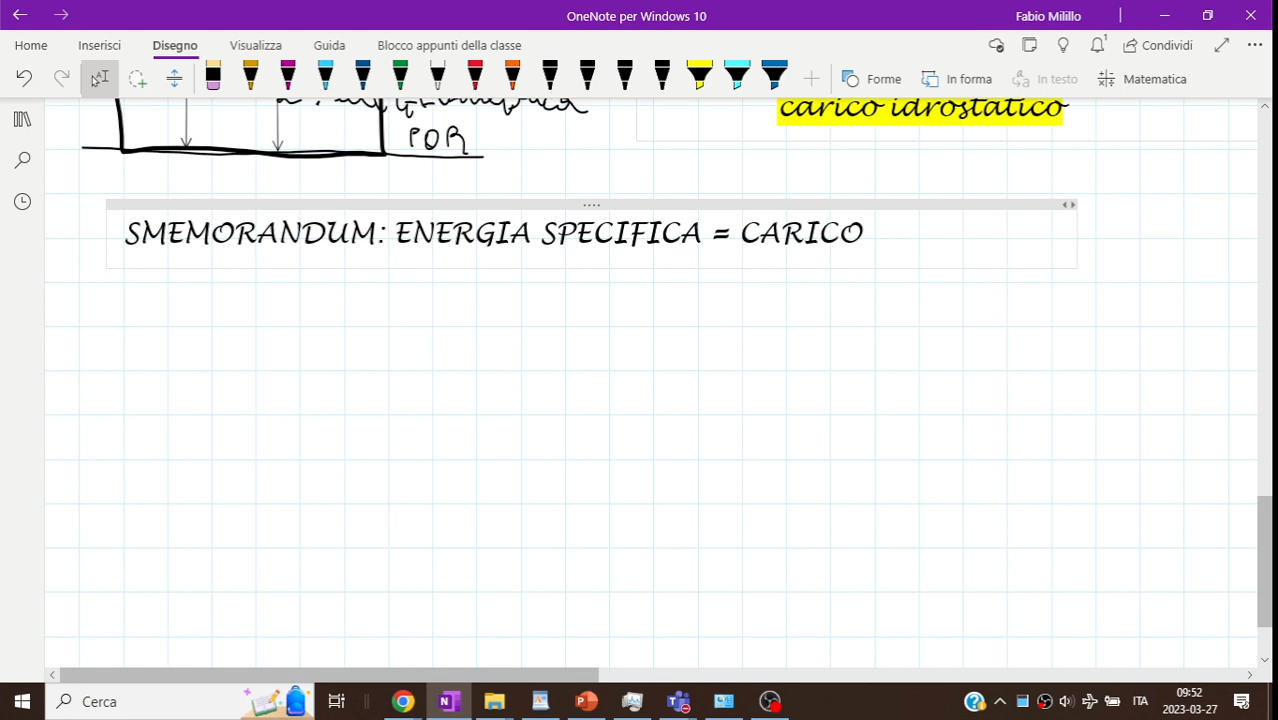 OneNote per Windows 10
Fabio Milillo
Home Inserisci Disegno Visualizza Guida Blocco appunti della classe Condividi
Forme In forma In testo Matematica
carico idrostatico
POR
SMEMORANDUM: ENERGIA SPECIFICA = CARICO
Cerca
ITA
09:52
2023-03-27